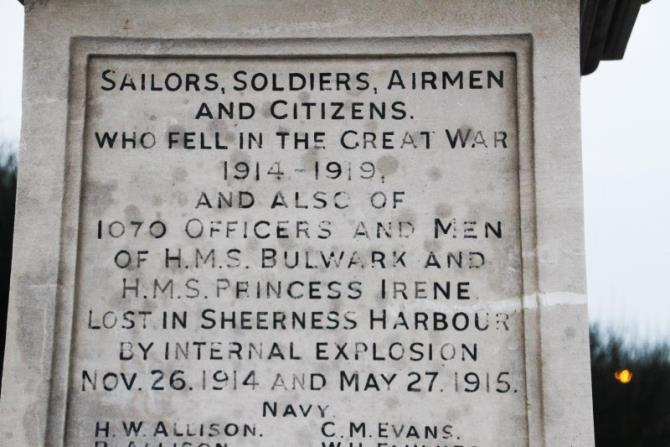 SAILORS, SOLDIERS, AIRMEN
AND CITIZENS.
WHO FELL IN THE GREAT WAR
1914-1919,
AND ALSO OF
1070 OFFICERS AND MEN
OF H.M.S. BULWARK AND
H.M.S. PRINCESS IRENE
LOST IN SHEERNESS HARBOUR
BY INTERNAL EXPLOSION
NOV. 26. 1914 AND MAY 27. 1915.
NAVY.
H. W. ALLISON. C. M. EVANS.
ALLISON.